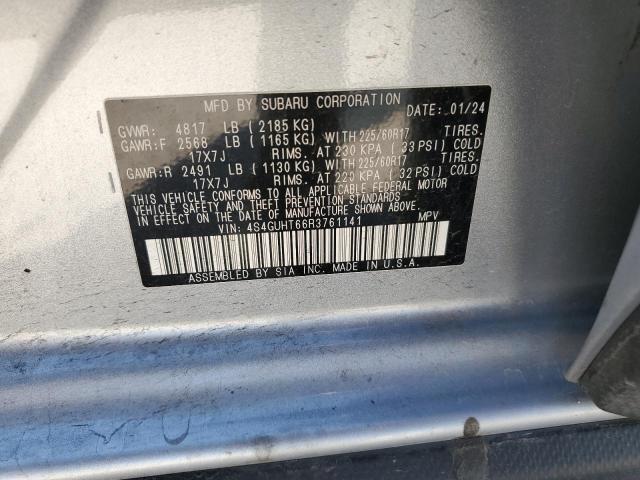 MFD BY SUBARU CORPORATION DATE: 01/24
GVWR: 4817 LB (2185 KG)
GAWR:F 2568 LB (1165 KG) WITH 225/60R17 TIRES.
17X7J RIMS. AT 230 KPA (33 PSI) COLD
GAWR:R 2491 LB (1130 KG) WITH 225/60R17 TIRES.
17X7J RIMS. AT 220 KPA (32 PSI) COLD
THIS VEHICLE CONFORMS TO ALL APPLICABLE FEDERAL MOTOR
VEHICLE SAFETY AND THEFT PREVENTION STANDARDS
IN EFFECT ON THE DATE OF MANUFACTURE SHOWN ABOVE.
VIN: 4S4GUHT66R3761141 MPV
ASSEMBLED BY SIA INC. MADE IN U.S.A.